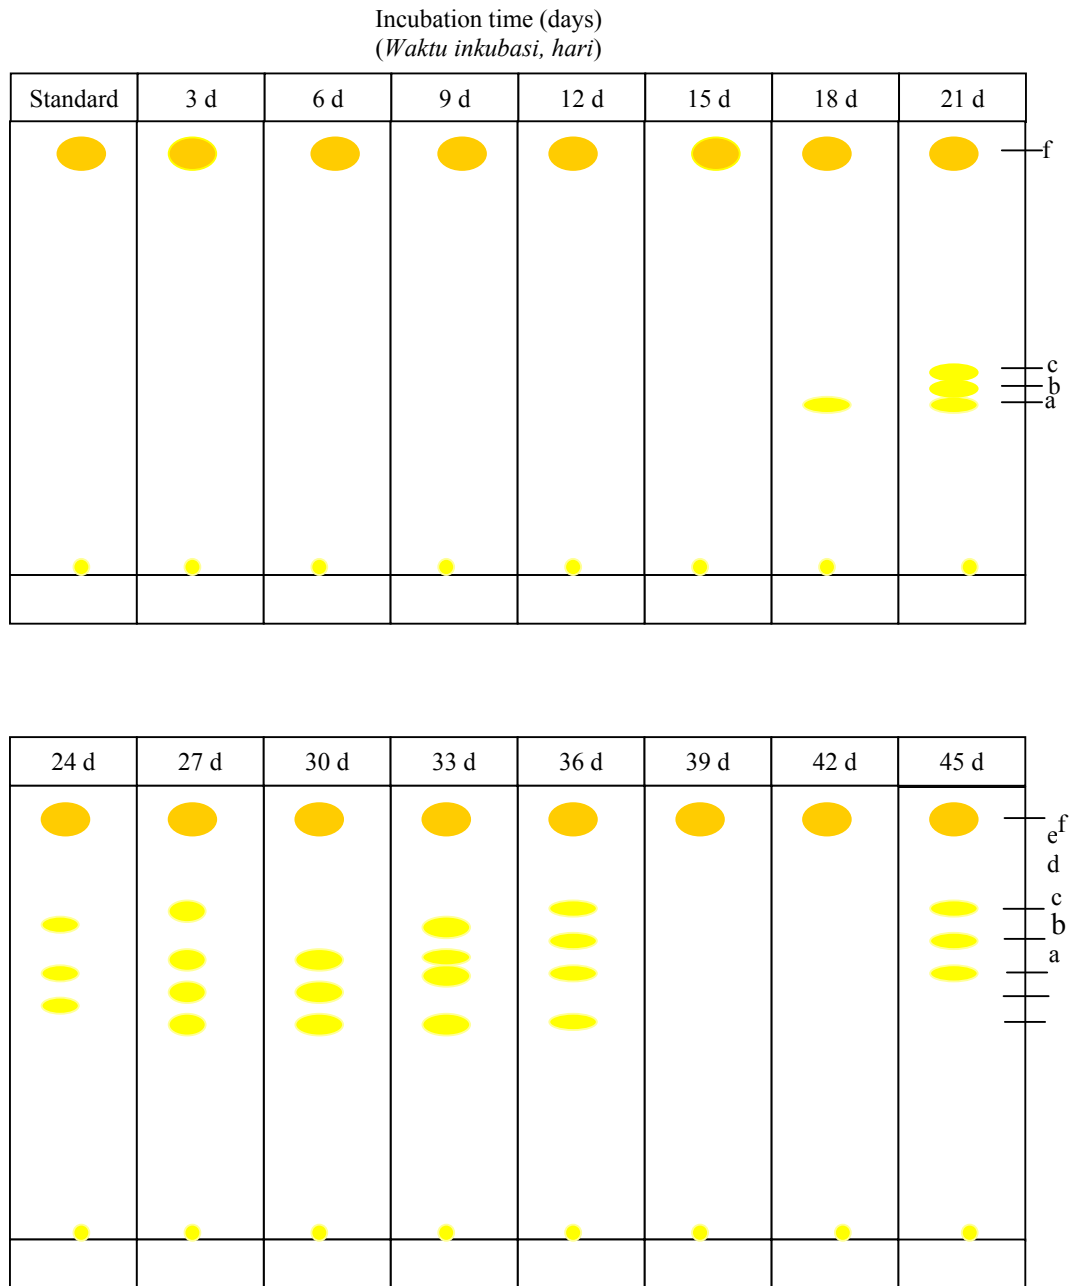 Incubation time (days)
(Waktu inkubasi, hari)
Standard 3 d 6 d 9 d 12 d 15 d 18 d 21 d
f
c
b
a
24 d 27 d 30 d 33 d 36 d 39 d 42 d 45 d
f
e
d
c
b
a